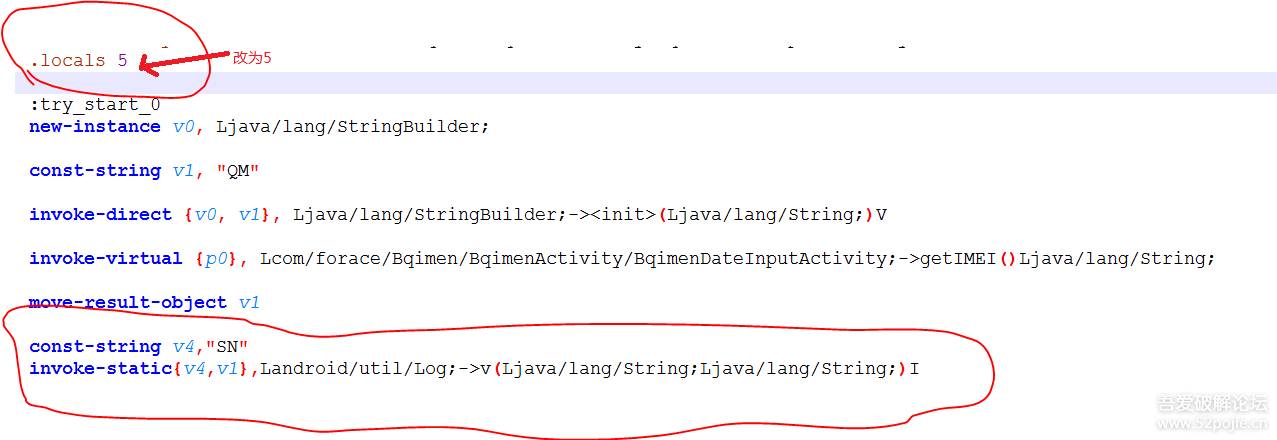 .locals 5
改为5
:try_start_0
new-instance v0, Ljava/lang/StringBuilder;
const-string v1, "QM"
invoke-direct {v0, v1}, Ljava/lang/StringBuilder;-><init>(Ljava/lang/String;)V
invoke-virtual {p0}, Lcom/forace/Bqimen/BqimenActivity/BqimenDateInputActivity;->getIMEI()Ljava/lang/String;
move-result-object v1
const-string v4,"SN"
invoke-static{v4,v1},Landroid/util/Log;->v(Ljava/lang/String;Ljava/lang/String;)I
吾爱破解论坛
www.52pojie.cn